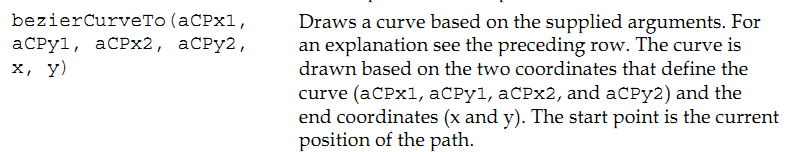 bezierCurveTo(aCPx1,
aCPy1, aCPx2, aCPy2,
x, y)
Draws a curve based on the supplied arguments. For
an explanation see the preceding row. The curve is
drawn based on the two coordinates that define the
curve (aCPx1, aCPy1, aCPx2, and aCPy2) and the
end coordinates (x and y). The start point is the current
position of the path.